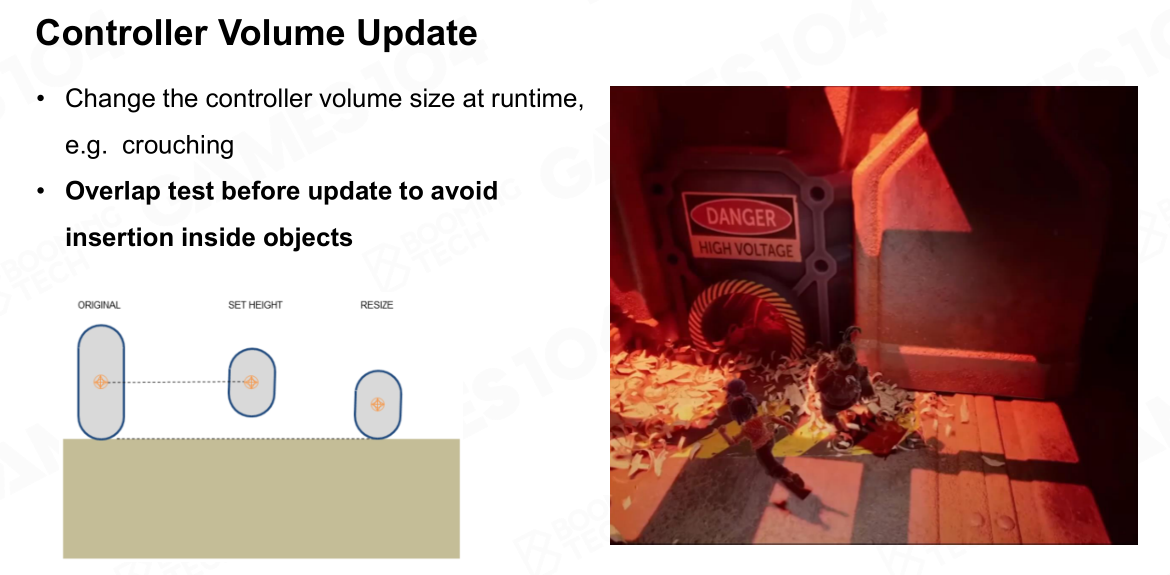 Controller Volume Update
• Change the controller volume size at runtime,
e.g. crouching
• Overlap test before update to avoid
insertion inside objects
ORIGINAL SET HEIGHT RESIZE
DANGER
HIGH VOLTAGE
GAMES104
BOOMING
TECH